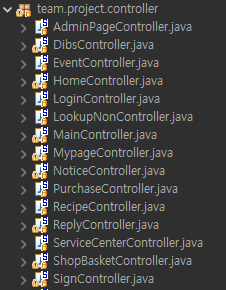 team.project.controller
AdminPageController.java
DibsController.java
EventController.java
HomeController.java
LoginController.java
LookupNonController.java
MainController.java
MypageController.java
NoticeController.java
PurchaseController.java
RecipeController.java
ReplyController.java
ServiceCenterController.java
ShopBasketController.java
SignController.java